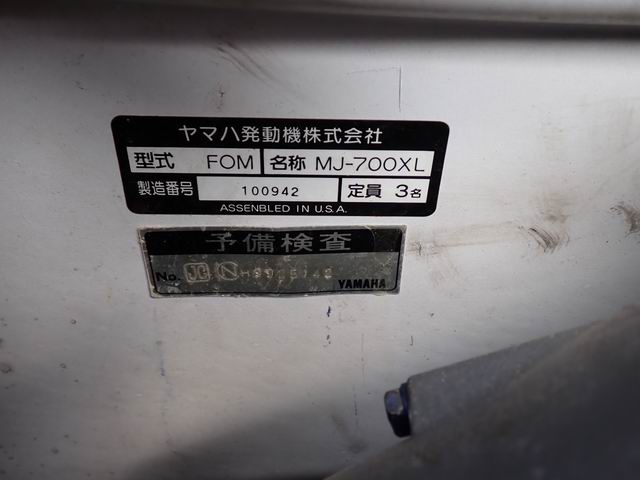 ヤマハ発動機株式会社
型式 FOM 名称 MJ-700XL
製造番号 100942 定員 3名
ASSENBLED IN U.S.A.
予備検査
No. JCI N
YAMAHA